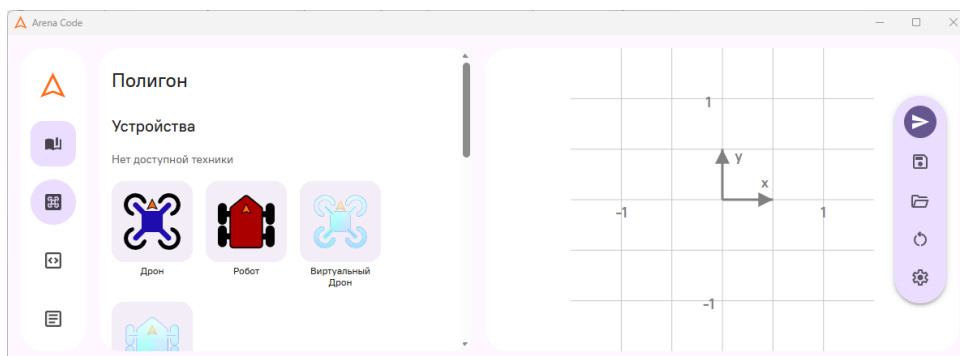 Arena Code
Полигон
Устройства
Нет доступной техники
Дрон
Робот
Виртуальный
Дрон
1
y
x
-1
1
-1